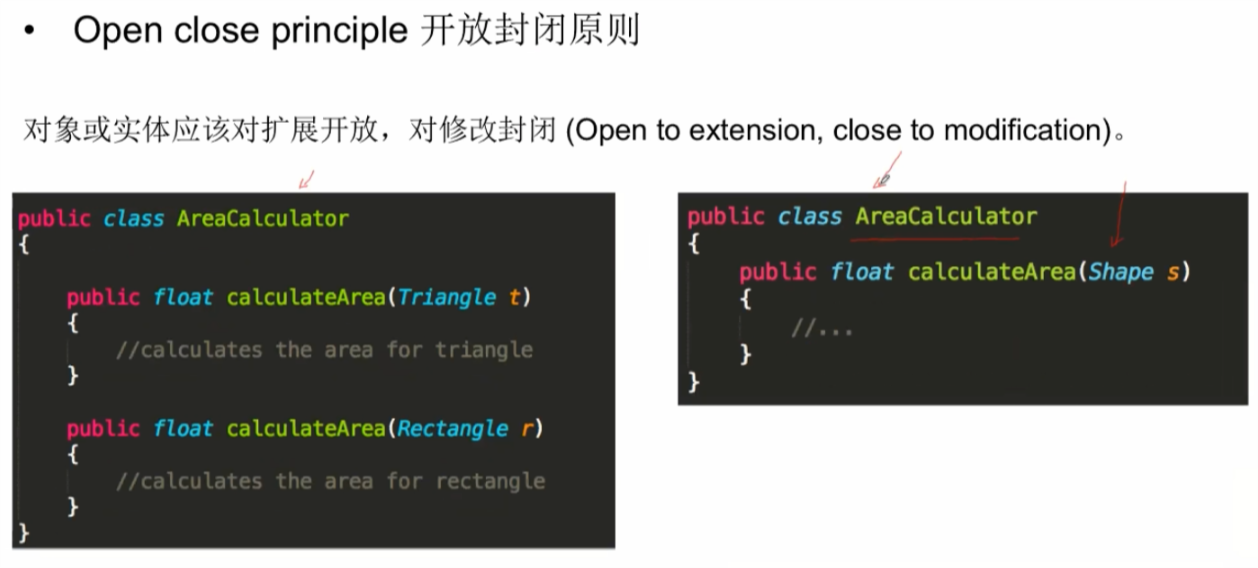 • Open close principle 开放封闭原则
对象或实体应该对扩展开放，对修改封闭 (Open to extension, close to modification)。
public class AreaCalculator
{
public float calculateArea(Triangle t)
{
//calculates the area for triangle
}
public float calculateArea(Rectangle r)
{
//calculates the area for rectangle
}
}
public class AreaCalculator
{
public float calculateArea(Shape s)
{
//...
}
}